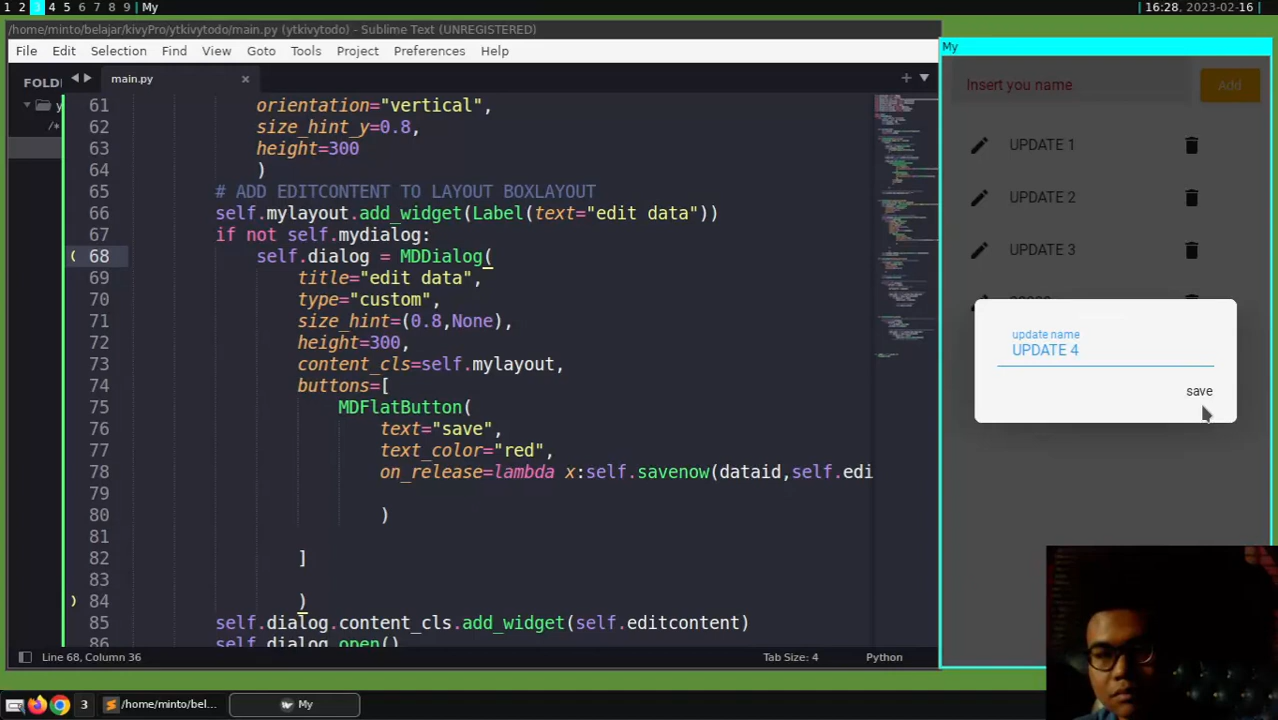 1 2 3 4 5 6 7 8 9 My
16:28, 2023-02-16
/home/minto/belajar/kivyPro/ytkivytodo/main.py (ytkivytodo) - Sublime Text (UNREGISTERED)
File Edit Selection Find View Goto Tools Project Preferences Help
FOLD
main.py
y
/*
61 orientation="vertical",
62 size_hint_y=0.8,
63 height=300
64 )
65 # ADD EDITCONTENT TO LAYOUT BOXLAYOUT
66 self.mylayout.add_widget(Label(text="edit data"))
67 if not self.mydialog:
68 self.dialog = MDDialog(
69 title="edit data",
70 type="custom",
71 size_hint=(0.8,None),
72 height=300,
73 content_cls=self.mylayout,
74 buttons=[
75 MDFlatButton(
76 text="save",
77 text_color="red",
78 on_release=lambda x:self.savenow(dataid,self.edi
79
80 )
81
82 ]
83
84 )
85 self.dialog.content_cls.add_widget(self.editcontent)
86 self.dialog.open()
Line 68, Column 36
Tab Size: 4
Python
My
Insert you name.
Add
UPDATE 1
UPDATE 2
UPDATE 3
update name
UPDATE 4
save
3
/home/minto/bel...
My